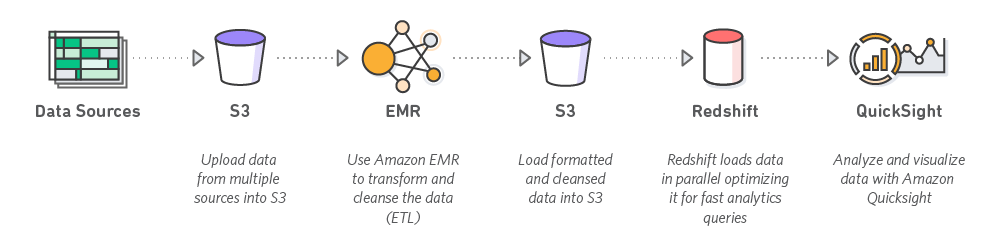 Data Sources
S3
EMR
S3
Redshift
QuickSight
Upload data
from multiple
sources into S3
Use Amazon EMR
to transform and
cleanse the data
(ETL)
Load formatted
and cleansed
data into S3
Redshift loads data
in parallel optimizing
it for fast analytics
queries
Analyze and visualize
data with Amazon
Quicksight